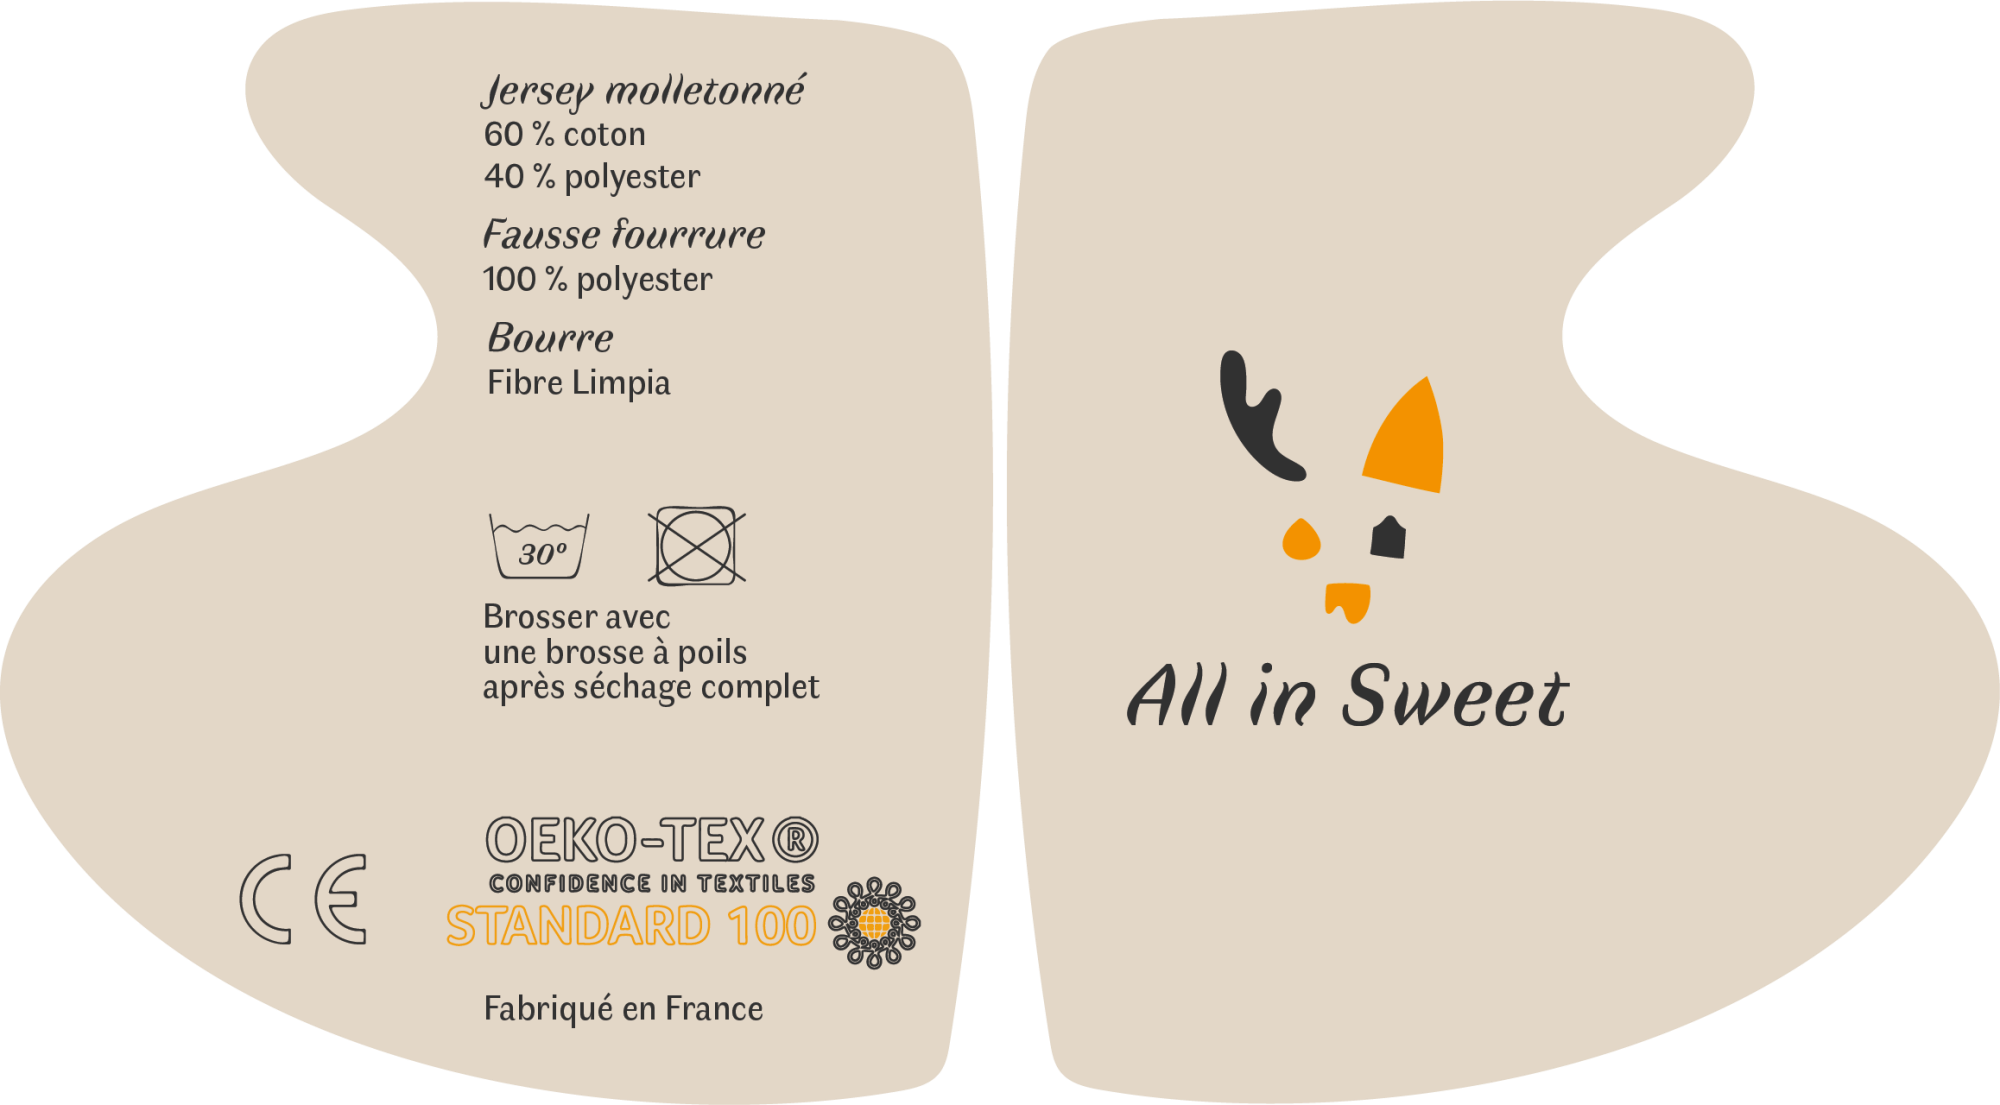 Jersey molletonné
60 % coton
40 % polyester
Fausse fourrure
100 % polyester
Bourre
Fibre Limpia
30º
Brosser avec
une brosse à poils
après séchage complet
CE
OEKO-TEX®
CONFIDENCE IN TEXTILES
STANDARD 100
Fabriqué en France
All in Sweet